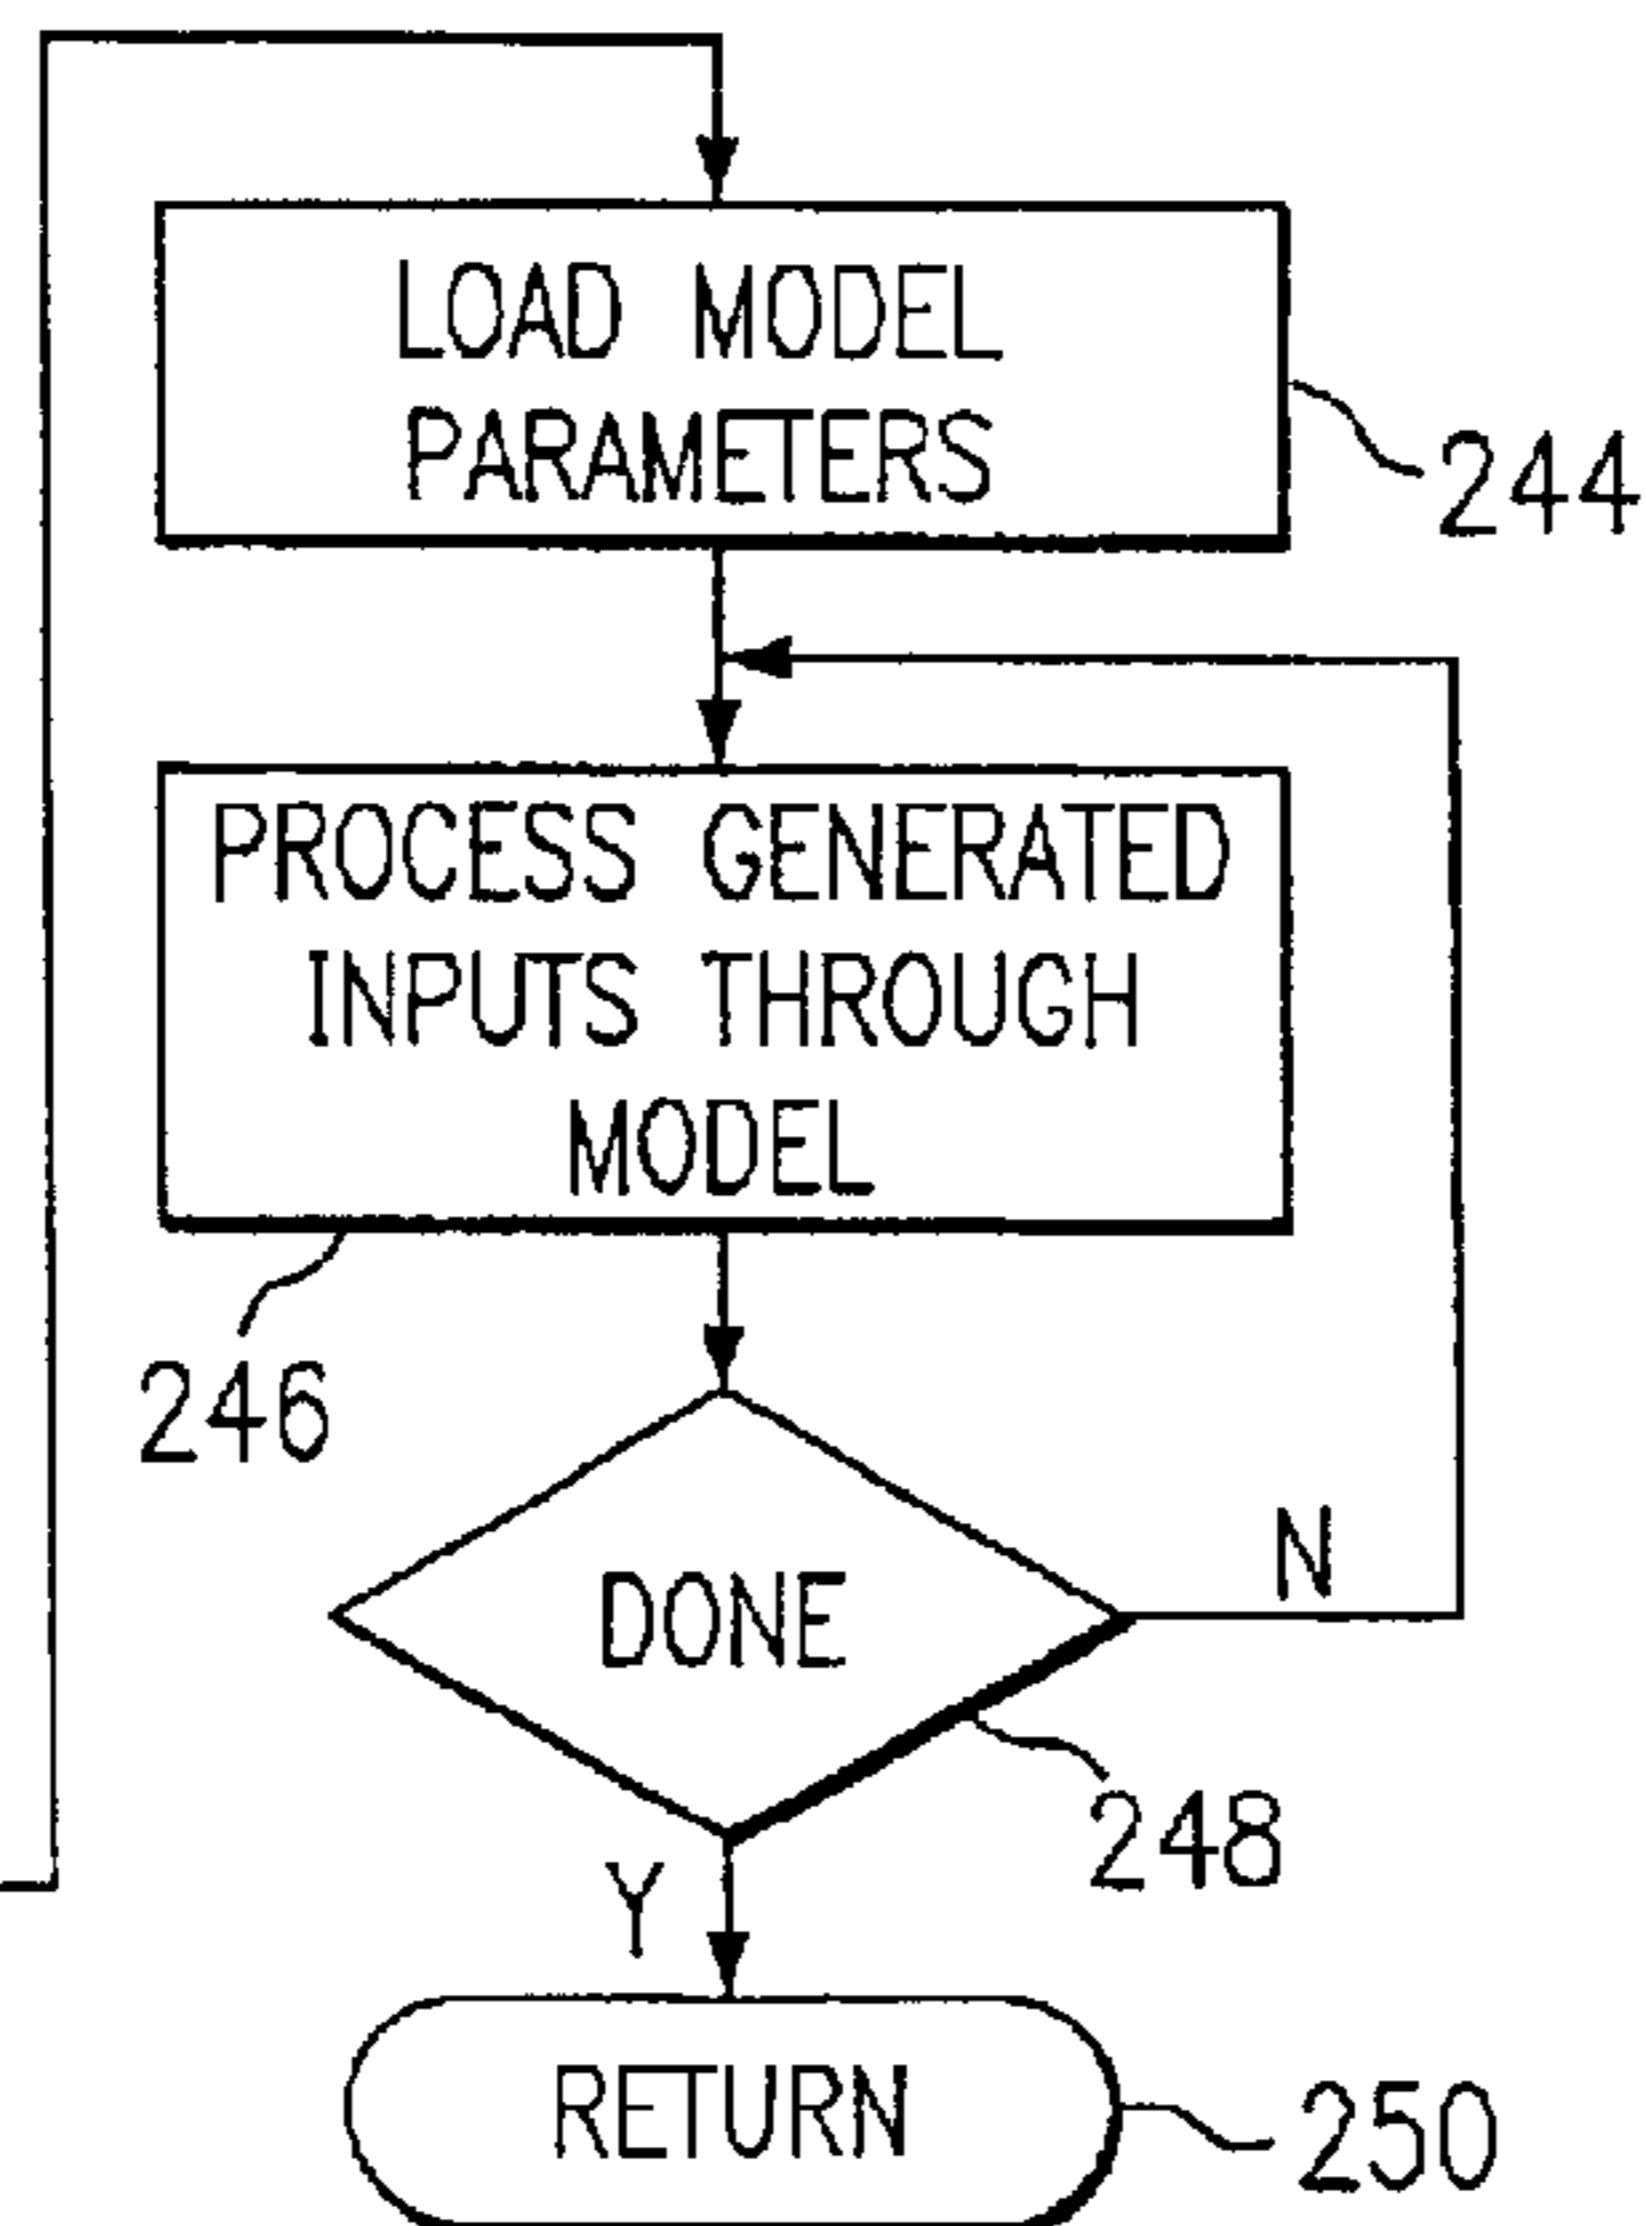 LOAD MODEL
PARAMETERS
244
PROCESS GENERATED
INPUTS THROUGH
MODEL
246
DONE
N
248
Y
RETURN
250